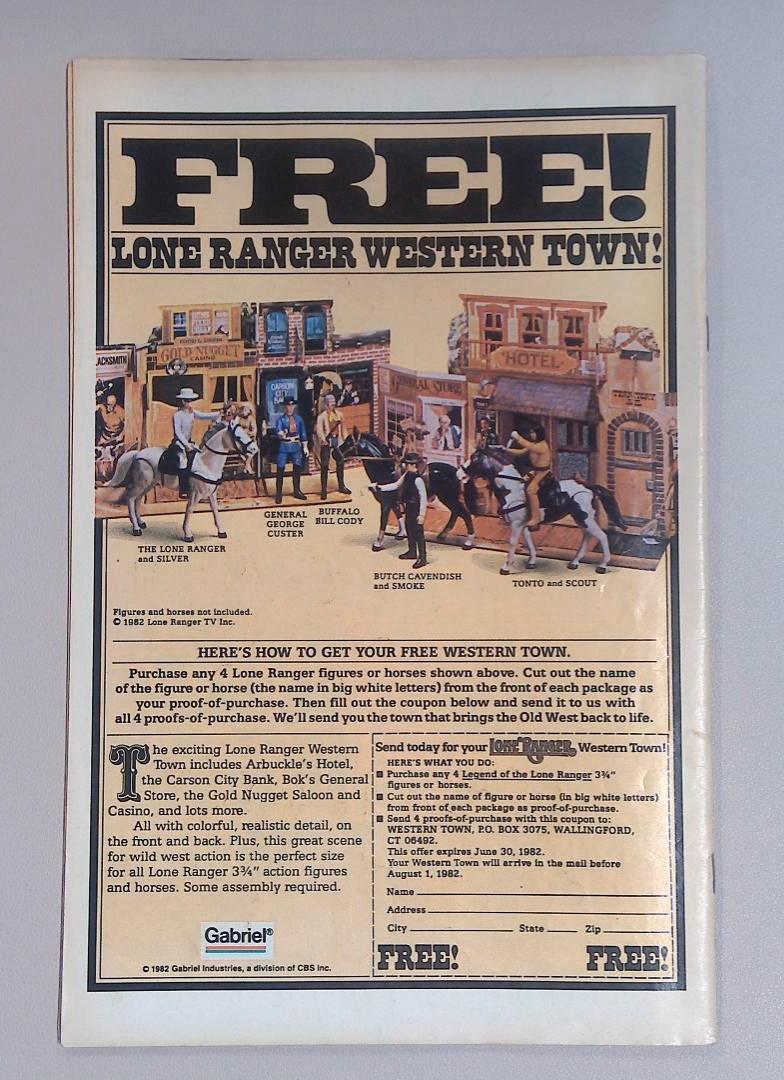 FREE!
LONE RANGER WESTERN TOWN!
ACKSMITH
GOLD NUGGET
CASINO
CARSON
CITY
GENERAL STORE
HOTEL
THE LONE RANGER
and SILVER
GENERAL
GEORGE
CUSTER
BUFFALO
BILL CODY
BUTCH CAVENDISH
and SMOKE
TONTO and SCOUT
Figures and horses not included.
© 1982 Lone Ranger TV Inc.
HERE'S HOW TO GET YOUR FREE WESTERN TOWN.
Purchase any 4 Lone Ranger figures or horses shown above. Cut out the name
of the figure or horse (the name in big white letters) from the front of each package as
your proof-of-purchase. Then fill out the coupon below and send it to us with
all 4 proofs-of-purchase. We'll send you the town that brings the Old West back to life.
The exciting Lone Ranger Western
Town includes Arbuckle's Hotel,
the Carson City Bank, Bok's General
Store, the Gold Nugget Saloon and
Casino, and lots more.
All with colorful, realistic detail, on
the front and back. Plus, this great scene
for wild west action is the perfect size
for all Lone Ranger 3¾" action figures
and horses. Some assembly required.
Gabriel®
© 1982 Gabriel Industries, a division of CBS Inc.
Send today for your LONE RANGER Western Town!
HERE'S WHAT YOU DO:
■ Purchase any 4 Legend of the Lone Ranger 3¾"
figures or horses.
■ Cut out the name of figure or horse (in big white letters)
from front of each package as proof-of-purchase.
■ Send 4 proofs-of-purchase with this coupon to:
WESTERN TOWN, P.O. BOX 3075, WALLINGFORD,
CT 06492.
This offer expires June 30, 1982.
Your Western Town will arrive in the mail before
August 1, 1982.
Name
Address
City State Zip
FREE! FREE!